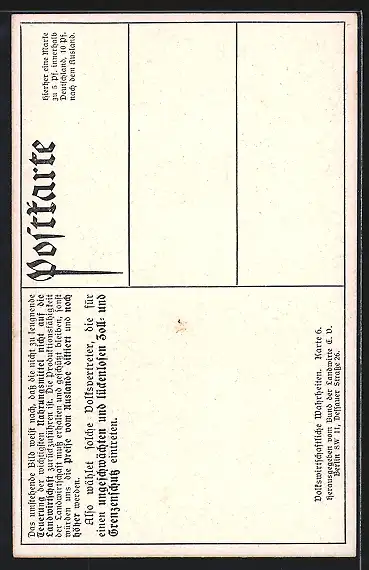 Das umstehende Bild weist nach, daß die nicht zu leugnende
Teuerung der wichtigsten Nahrungsmittel nicht auf die
Landwirtschaft zurückzuführen ist. Die Produktionsfähigkeit
der Landwirtschaft muß erhalten und geschützt bleiben, sonst
würden uns die Preise vom Auslande diktiert und noch
höher werden.
Also wählet solche Volksvertreter, die für
einen ungeschwächten und lückenlosen Zoll- und
Grenzenschutz eintreten.
Volkswirtschaftliche Wahrheiten. Karte 6.
Herausgegeben vom Bund der Landwirte E. V.
Berlin SW 11, Dessauer Straße 26.
Postkarte
Hierher eine Marke
zu 5 Pf. innerhalb
Deutschland, 10 Pf.
nach dem Ausland.